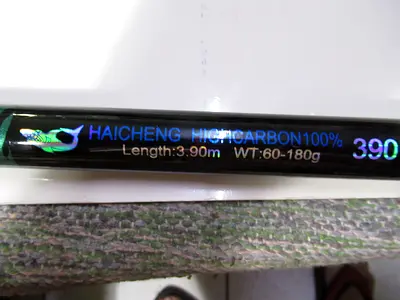 HAICHENG HIGHCARBON100%
Length:3.90m WT:60-180g
390